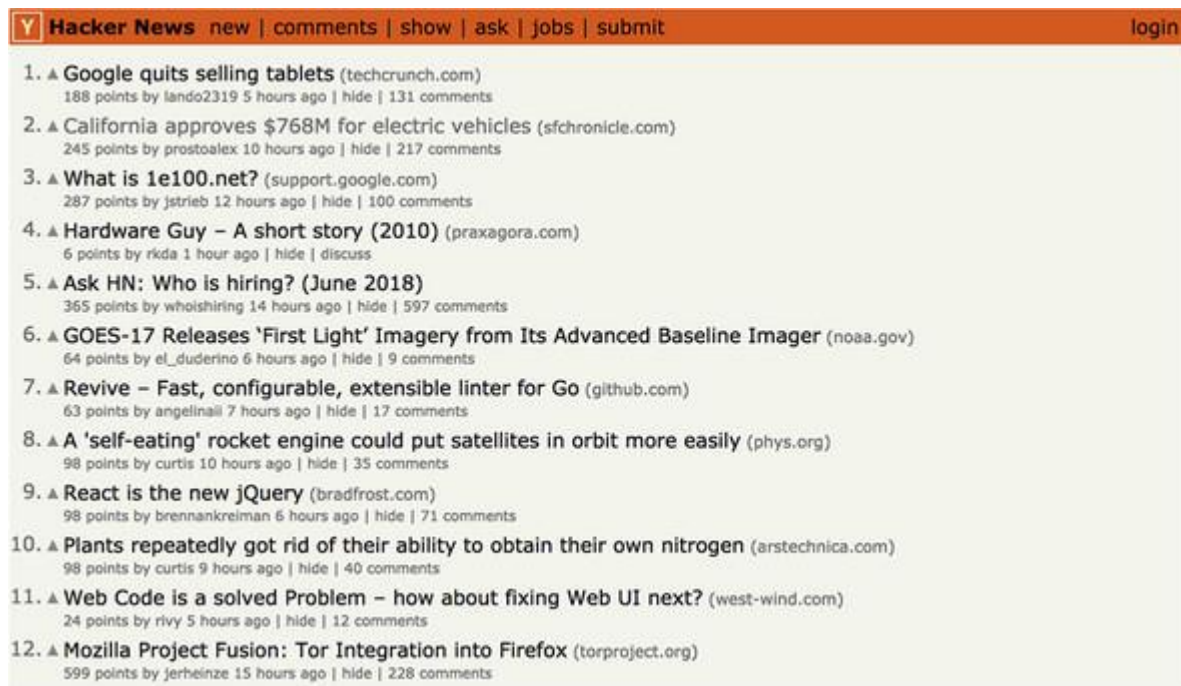 Y Hacker News new | comments | show | ask | jobs | submit login
1. ▲ Google quits selling tablets (techcrunch.com)
188 points by lando2319 5 hours ago | hide | 131 comments
2. ▲ California approves $768M for electric vehicles (sfchronicle.com)
245 points by prostoalex 10 hours ago | hide | 217 comments
3. ▲ What is 1e100.net? (support.google.com)
287 points by jstrieb 12 hours ago | hide | 100 comments
4. ▲ Hardware Guy – A short story (2010) (praxagora.com)
6 points by rkda 1 hour ago | hide | discuss
5. ▲ Ask HN: Who is hiring? (June 2018)
365 points by whoishiring 14 hours ago | hide | 597 comments
6. ▲ GOES-17 Releases ‘First Light’ Imagery from Its Advanced Baseline Imager (noaa.gov)
64 points by el_duderino 6 hours ago | hide | 9 comments
7. ▲ Revive – Fast, configurable, extensible linter for Go (github.com)
63 points by angelinaii 7 hours ago | hide | 17 comments
8. ▲ A 'self-eating' rocket engine could put satellites in orbit more easily (phys.org)
98 points by curtis 10 hours ago | hide | 35 comments
9. ▲ React is the new jQuery (bradfrost.com)
98 points by brennankreiman 6 hours ago | hide | 71 comments
10. ▲ Plants repeatedly got rid of their ability to obtain their own nitrogen (arstechnica.com)
98 points by curtis 9 hours ago | hide | 40 comments
11. ▲ Web Code is a solved Problem – how about fixing Web UI next? (west-wind.com)
24 points by rivy 5 hours ago | hide | 12 comments
12. ▲ Mozilla Project Fusion: Tor Integration into Firefox (torproject.org)
599 points by jerheinze 15 hours ago | hide | 228 comments